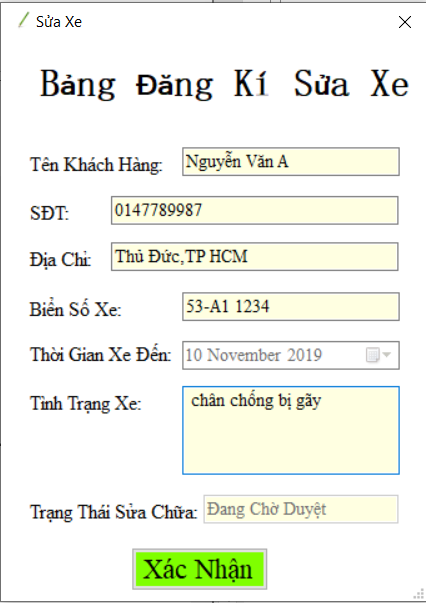 Sửa Xe
Bảng Đăng Kí Sửa Xe
Tên Khách Hàng: Nguyễn Văn A
SĐT: 0147789987
Địa Chỉ: Thủ Đức,TP HCM
Biển Số Xe: 53-A1 1234
Thời Gian Xe Đến: 10 November 2019
Tình Trạng Xe: chân chống bị gãy
Trạng Thái Sửa Chữa: Đang Chờ Duyệt
Xác Nhận